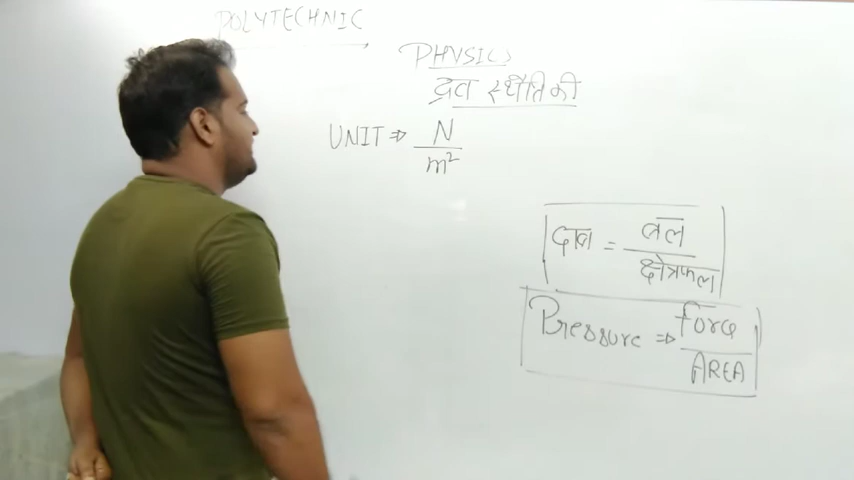 POLYTECHNIC
PHYSICS
द्रव स्थैतिकी
UNIT ⇒ N
m²
दाब = बल
क्षेत्रफल
Pressure ⇒ force
AREA